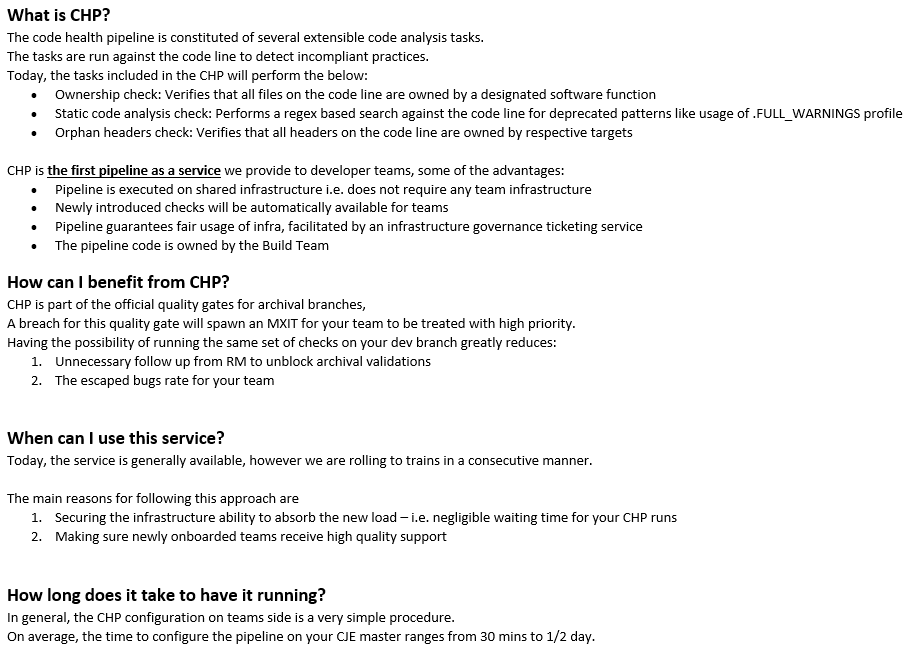 What is CHP?
The code health pipeline is constituted of several extensible code analysis tasks.
The tasks are run against the code line to detect incompliant practices.
Today, the tasks included in the CHP will perform the below:
• Ownership check: Verifies that all files on the code line are owned by a designated software function
• Static code analysis check: Performs a regex based search against the code line for deprecated patterns like usage of .FULL_WARNINGS profile
• Orphan headers check: Verifies that all headers on the code line are owned by respective targets
CHP is the first pipeline as a service we provide to developer teams, some of the advantages:
• Pipeline is executed on shared infrastructure i.e. does not require any team infrastructure
• Newly introduced checks will be automatically available for teams
• Pipeline guarantees fair usage of infra, facilitated by an infrastructure governance ticketing service
• The pipeline code is owned by the Build Team
How can I benefit from CHP?
CHP is part of the official quality gates for archival branches,
A breach for this quality gate will spawn an MXIT for your team to be treated with high priority.
Having the possibility of running the same set of checks on your dev branch greatly reduces:
1. Unnecessary follow up from RM to unblock archival validations
2. The escaped bugs rate for your team
When can I use this service?
Today, the service is generally available, however we are rolling to trains in a consecutive manner.
The main reasons for following this approach are
1. Securing the infrastructure ability to absorb the new load – i.e. negligible waiting time for your CHP runs
2. Making sure newly onboarded teams receive high quality support
How long does it take to have it running?
In general, the CHP configuration on teams side is a very simple procedure.
On average, the time to configure the pipeline on your CJE master ranges from 30 mins to 1/2 day.